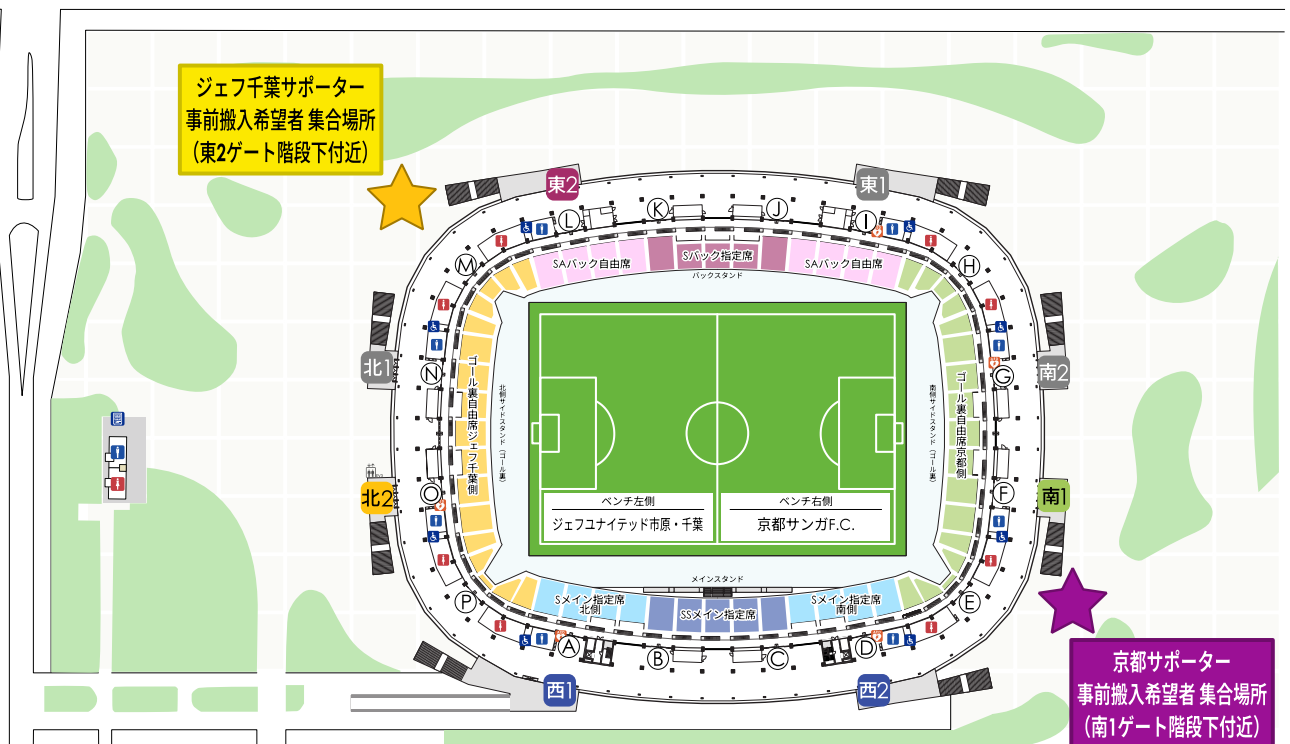 ジェフ千葉サポーター
事前搬入希望者 集合場所
（東2ゲート階段下付近）
東2
東1
L
K
J
I
M
H
SAバック自由席
Sバック指定席
SAバック自由席
バックスタンド
北1
N
G
南2
ゴール裏自由席ジェフ千葉側
北側サイドスタンド（ゴール裏）
南側サイドスタンド（ゴール裏）
ゴール裏自由席京都側
北2
O
F
南1
ベンチ左側
ジェフユナイテッド市原・千葉
ベンチ右側
京都サンガF.C.
メインスタンド
P
E
Sメイン指定席
北側
SSメイン指定席
Sメイン指定席
南側
A
B
C
D
西1
西2
京都サポーター
事前搬入希望者 集合場所
（南1ゲート階段下付近）